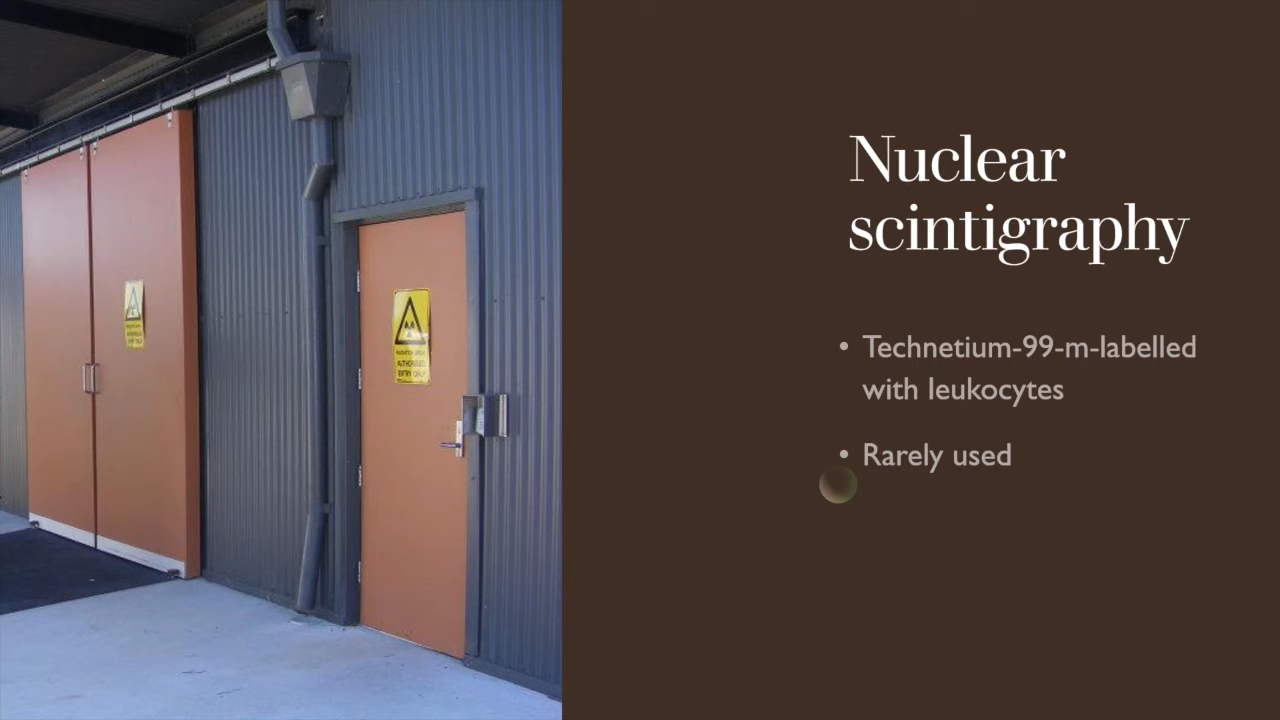 Nuclear
scintigraphy
• Technetium-99-m-labelled
with leukocytes
• Rarely used
AUTHORISED
ENTRY ONLY